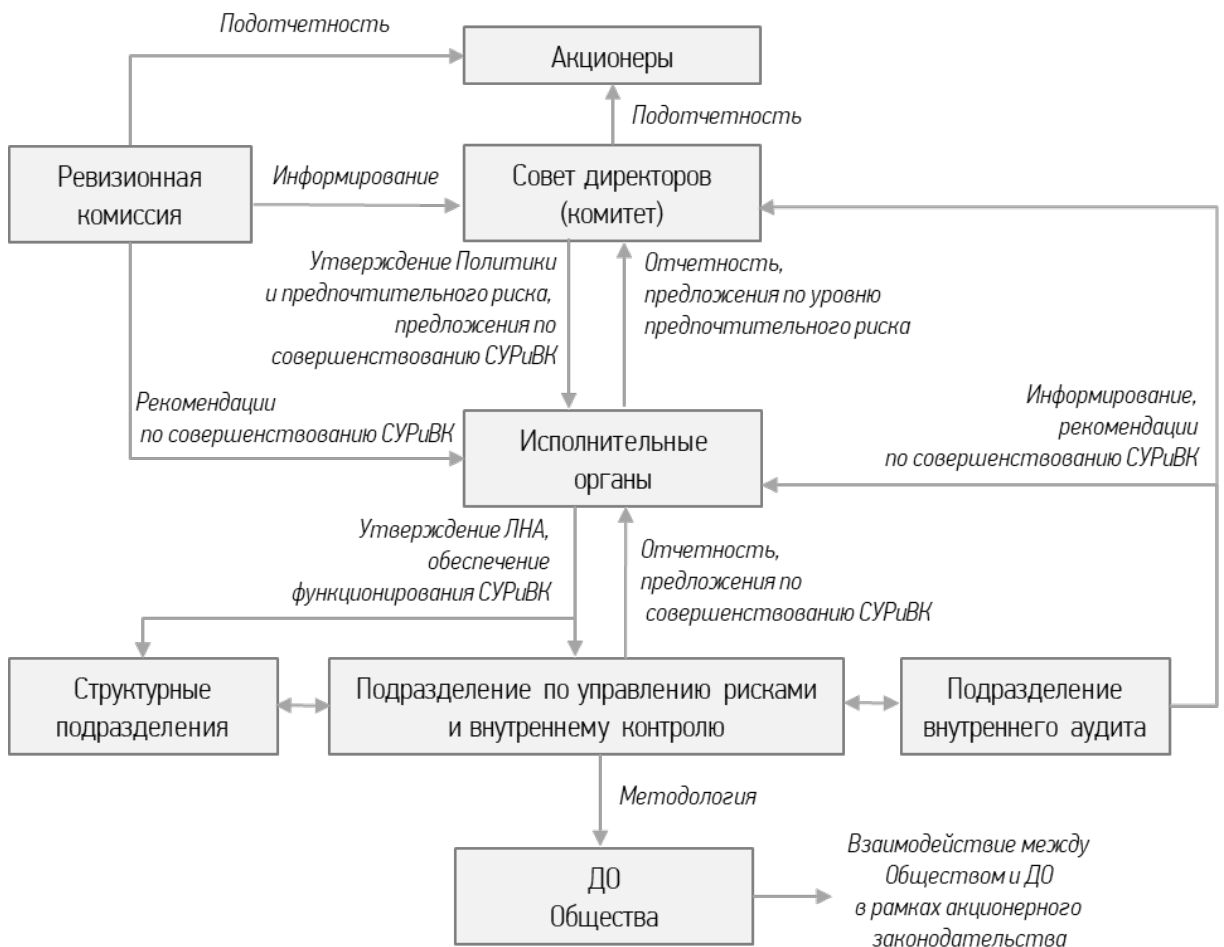 Подотчетность
Акционеры
Подотчетность
Ревизионная
комиссия
Информирование
Совет директоров
(комитет)
Утверждение Политики
и предпочтительного риска,
предложения по
совершенствованию СУРиВК
Отчетность,
предложения по уровню
предпочтительного риска
Рекомендации
по совершенствованию СУРиВК
Исполнительные
органы
Информирование,
рекомендации
по совершенствованию СУРиВК
Утверждение ЛНА,
обеспечение
функционирования СУРиВК
Отчетность,
предложения по
совершенствованию СУРиВК
Структурные
подразделения
Подразделение по управлению рисками
и внутреннему контролю
Подразделение
внутреннего аудита
Методология
ДО
Общества
Взаимодействие между
Обществом и ДО
в рамках акционерного
законодательства